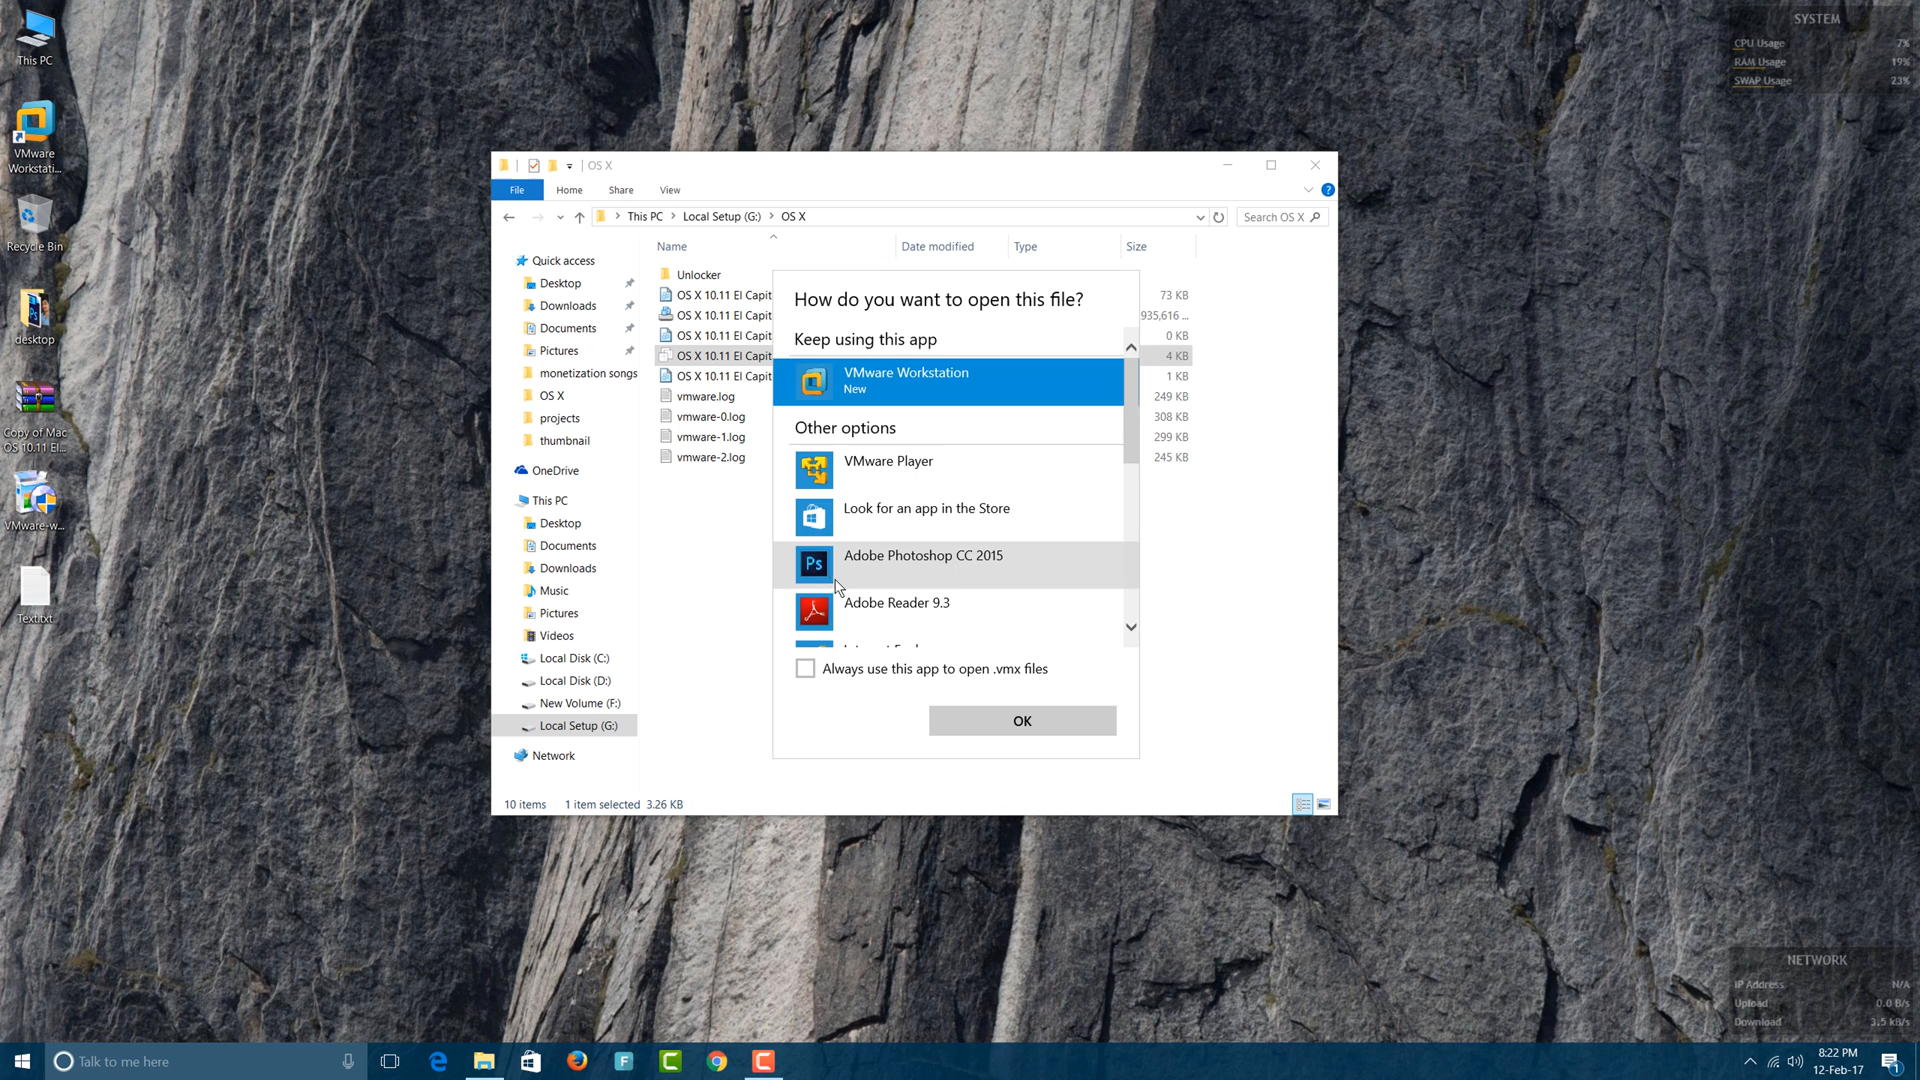 This PC
VMware
Workstati...
Recycle Bin
desktop
Copy of Mac
OS 10.11 El...
VMware-w...
Text.txt
SYSTEM
CPU Usage 7%
RAM Usage 19%
SWAP Usage 23%
OS X
File Home Share View
This PC > Local Setup (G:) > OS X
Search OS X
Name Date modified Type Size
Quick access
Desktop
Downloads
Documents
Pictures
monetization songs
OS X
projects
thumbnail
OneDrive
This PC
Desktop
Documents
Downloads
Music
Pictures
Videos
Local Disk (C:)
Local Disk (D:)
New Volume (F:)
Local Setup (G:)
Network
Unlocker
OS X 10.11 El Capit 73 KB
OS X 10.11 El Capit 935,616 ...
OS X 10.11 El Capit 0 KB
OS X 10.11 El Capit 4 KB
OS X 10.11 El Capit 1 KB
vmware.log 249 KB
vmware-0.log 308 KB
vmware-1.log 299 KB
vmware-2.log 245 KB
How do you want to open this file?
Keep using this app
VMware Workstation
New
Other options
VMware Player
Look for an app in the Store
Ps Adobe Photoshop CC 2015
Adobe Reader 9.3
Always use this app to open .vmx files
OK
10 items 1 item selected 3.26 KB
NETWORK
IP Address N/A
Upload 0.0 B/s
Download 3.5 kB/s
Talk to me here
8:22 PM
12-Feb-17
1